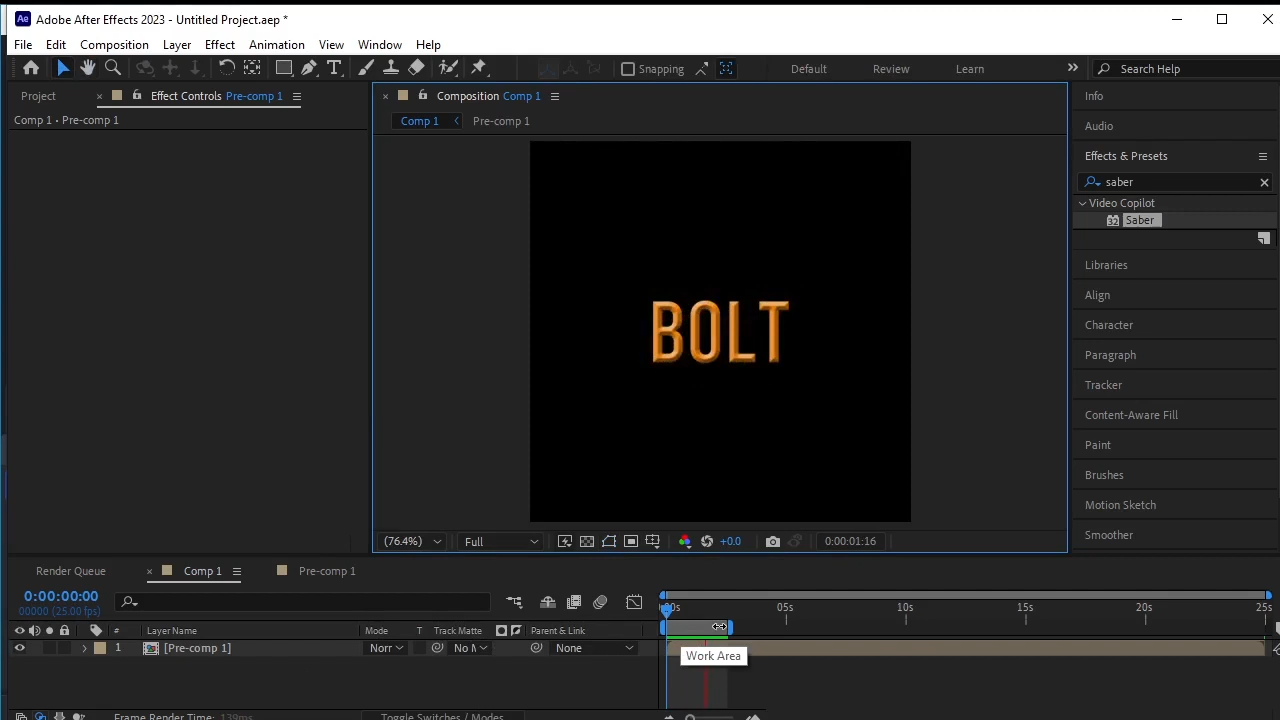 Ae Adobe After Effects 2023 - Untitled Project.aep *
File Edit Composition Layer Effect Animation View Window Help
Snapping Default Review Learn Search Help
Project Effect Controls Pre-comp 1
Comp 1 • Pre-comp 1
Composition Comp 1
Comp 1 Pre-comp 1
BOLT
(76.4%) Full +0.0 0:00:01:16
Info
Audio
Effects & Presets
saber
Video Copilot
32 Saber
Libraries
Align
Character
Paragraph
Tracker
Content-Aware Fill
Paint
Brushes
Motion Sketch
Smoother
Render Queue Comp 1 Pre-comp 1
0:00:00:00
00000 (25.00 fps)
:00s 05s 10s 15s 20s 25s
# Layer Name Mode T Track Matte Parent & Link
1 [Pre-comp 1] Norr No M None
Work Area
Frame Render Time 139ms Toggle Switches / Modes